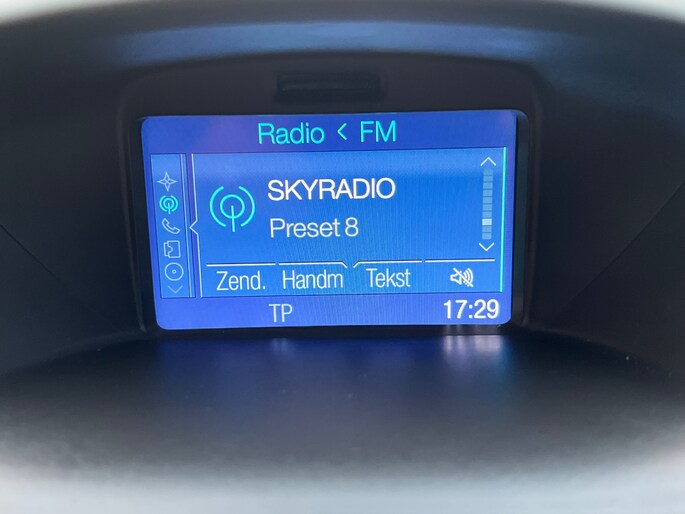 Radio < FM
SKYRADIO
Preset 8
Zend. Handm Tekst
TP 17:29